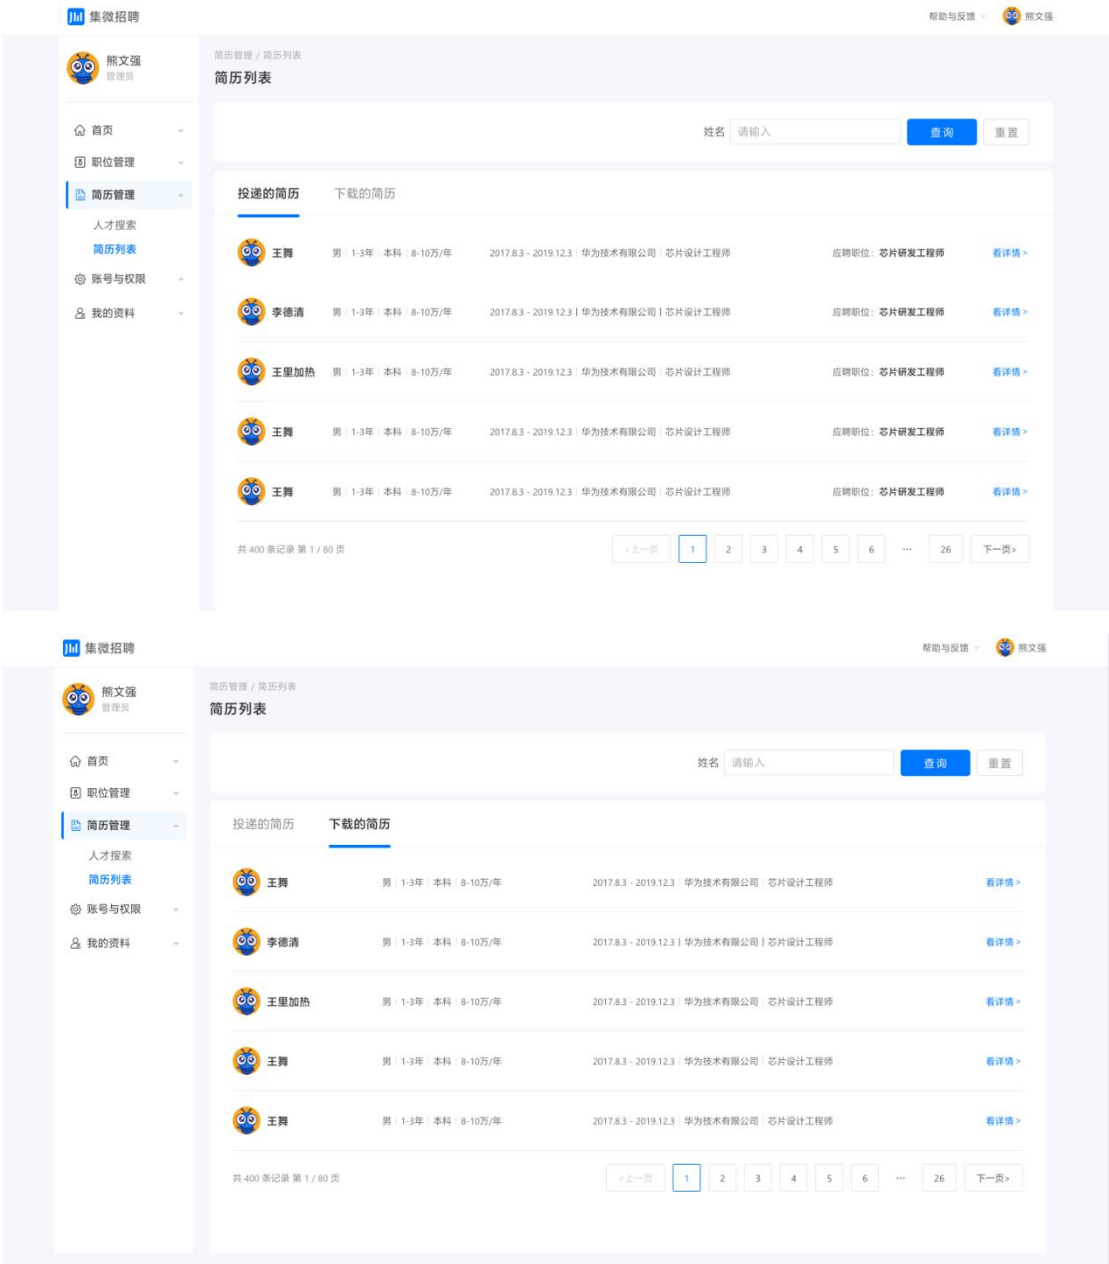 集微招聘 帮助与反馈 熊文强
熊文强
管理员
简历管理 / 简历列表
简历列表
姓名 请输入 查询 重置
首页
职位管理
简历管理
人才搜索
简历列表
账号与权限
我的资料
投递的简历 下载的简历
王舞 男 1-3年 本科 8-10万/年 2017.8.3 - 2019.12.3 华为技术有限公司 芯片设计工程师 应聘职位：芯片研发工程师 看详情 >
李德清 男 1-3年 本科 8-10万/年 2017.8.3 - 2019.12.3 | 华为技术有限公司 | 芯片设计工程师 应聘职位：芯片研发工程师 看详情 >
王里加热 男 1-3年 本科 8-10万/年 2017.8.3 - 2019.12.3 华为技术有限公司 芯片设计工程师 应聘职位：芯片研发工程师 看详情 >
王舞 男 1-3年 本科 8-10万/年 2017.8.3 - 2019.12.3 华为技术有限公司 芯片设计工程师 应聘职位：芯片研发工程师 看详情 >
王舞 男 1-3年 本科 8-10万/年 2017.8.3 - 2019.12.3 华为技术有限公司 芯片设计工程师 应聘职位：芯片研发工程师 看详情 >
共 400 条记录 第 1 / 80 页 <上一页 1 2 3 4 5 6 ··· 26 下一页>
集微招聘 帮助与反馈 熊文强
熊文强
管理员
简历管理 / 简历列表
简历列表
姓名 请输入 查询 重置
首页
职位管理
简历管理
人才搜索
简历列表
账号与权限
我的资料
投递的简历 下载的简历
王舞 男 1-3年 本科 8-10万/年 2017.8.3 - 2019.12.3 华为技术有限公司 芯片设计工程师 看详情 >
李德清 男 1-3年 本科 8-10万/年 2017.8.3 - 2019.12.3 | 华为技术有限公司 | 芯片设计工程师 看详情 >
王里加热 男 1-3年 本科 8-10万/年 2017.8.3 - 2019.12.3 华为技术有限公司 芯片设计工程师 看详情 >
王舞 男 1-3年 本科 8-10万/年 2017.8.3 - 2019.12.3 华为技术有限公司 芯片设计工程师 看详情 >
王舞 男 1-3年 本科 8-10万/年 2017.8.3 - 2019.12.3 华为技术有限公司 芯片设计工程师 看详情 >
共 400 条记录 第 1 / 80 页 <上一页 1 2 3 4 5 6 ··· 26 下一页>